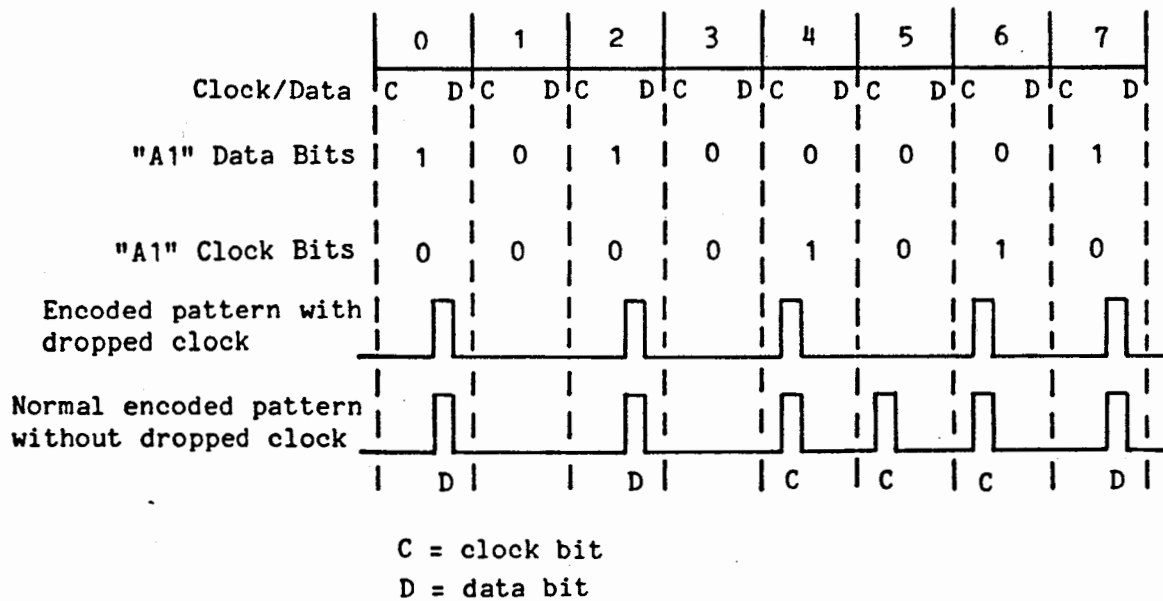 0 1 2 3 4 5 6 7
Clock/Data C D C D C D C D C D C D C D C D
"A1" Data Bits 1 0 1 0 0 0 0 1
"A1" Clock Bits 0 0 0 0 1 0 1 0
Encoded pattern with
dropped clock
Normal encoded pattern
without dropped clock
D D C C C D
C = clock bit
D = data bit